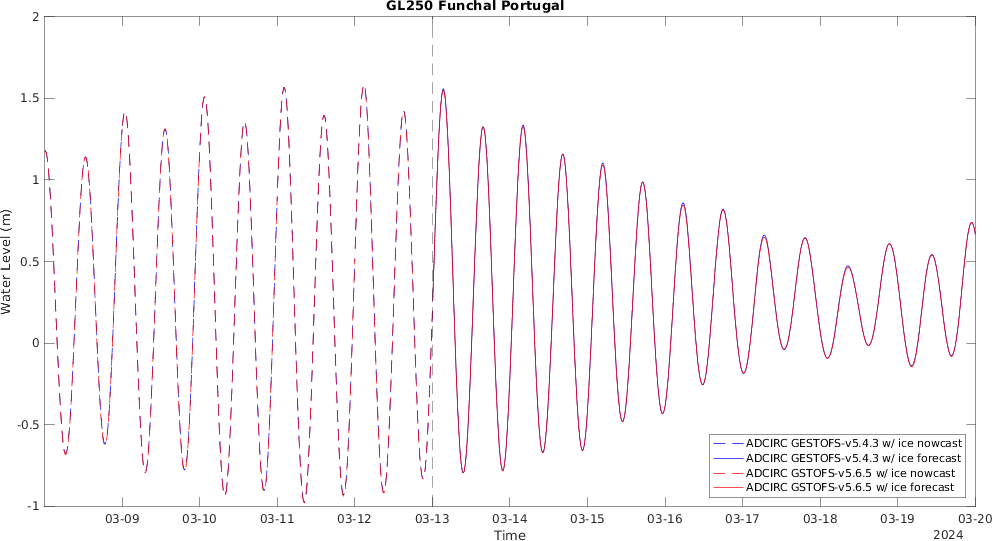 GL250 Funchal Portugal
2
1.5
1
0.5
0
-0.5
-1
Water Level (m)
03-09 03-10 03-11 03-12 03-13 03-14 03-15 03-16 03-17 03-18 03-19 03-20
Time
2024
ADCIRC GESTOFS-v5.4.3 w/ ice nowcast
ADCIRC GESTOFS-v5.4.3 w/ ice forecast
ADCIRC GSTOFS-v5.6.5 w/ ice nowcast
ADCIRC GSTOFS-v5.6.5 w/ ice forecast